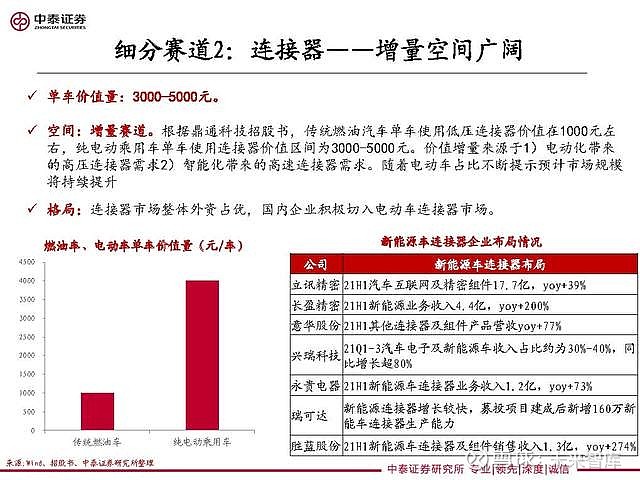 中泰证券
ZHONGTAI SECURITIES
细分赛道2：连接器——增量空间广阔
✓ 单车价值量：3000-5000元。
✓ 空间：增量赛道。根据鼎通科技招股书，传统燃油汽车单车使用低压连接器价值在1000元左
右，纯电动乘用车单车使用连接器价值区间为3000-5000元。价值增量来源于1）电动化带来
的高压连接器需求2）智能化带来的高速连接器需求。随着电动车占比不断提示预计市场规模
将持续提升
✓ 格局：连接器市场整体外资占优，国内企业积极切入电动车连接器市场。
燃油车、电动车单车价值量（元/车）
4500
4000
3500
3000
2500
2000
1500
1000
500
0
传统燃油车 纯电动乘用车
新能源车连接器企业布局情况
公司 新能源车连接器布局
立讯精密 21H1汽车互联网及精密组件17.7亿，yoy+39%
长盈精密 21H1新能源业务收入4.4亿，yoy+200%
意华股份 21H1其他连接器及组件产品营收yoy+77%
兴瑞科技 21Q1-3汽车电子及新能源车收入占比约为30%-40%，同
比增长超80%
永贵电器 21H1新能源车连接器业务收入1.2亿，yoy+73%
瑞可达 新能源连接器增长较快，募投项目建成后新增160万新
能车连接器生产能力
胜蓝股份 21H1新能源车连接器及组件销售收入1.3亿，yoy+274%
来源：Wind、招股书、中泰证券研究所整理
中泰证券研究所 专业|领先|深度|诚信
雪球：未来智库